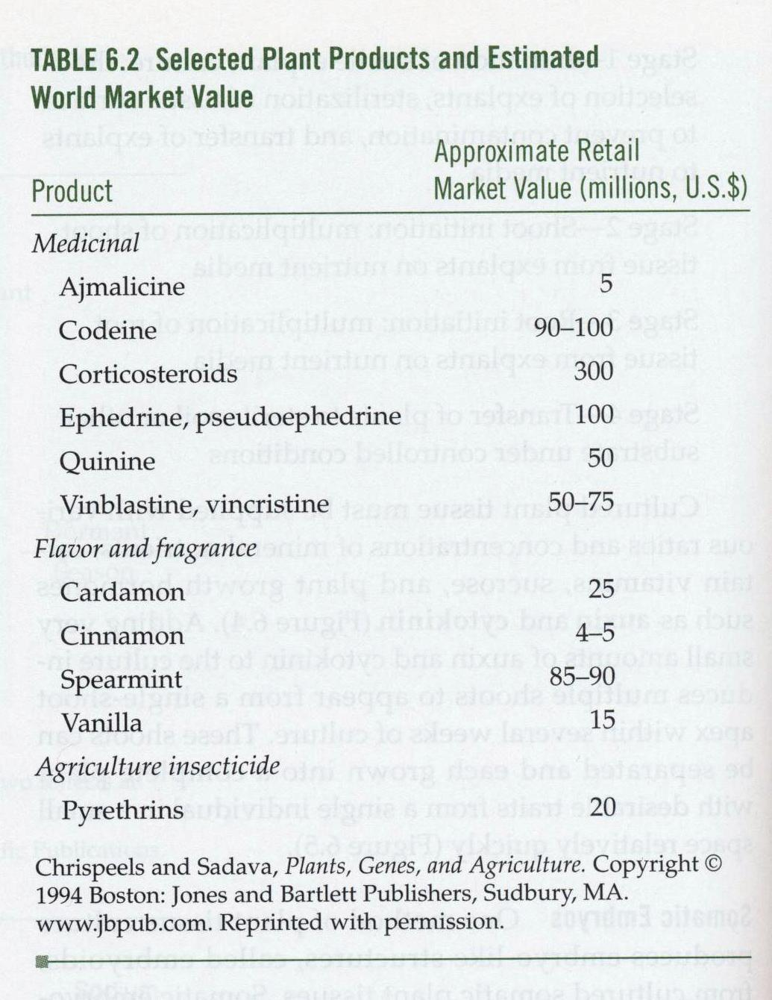 TABLE 6.2 Selected Plant Products and Estimated
World Market Value
Approximate Retail
Product Market Value (millions, U.S.$)
Medicinal
Ajmalicine 5
Codeine 90–100
Corticosteroids 300
Ephedrine, pseudoephedrine 100
Quinine 50
Vinblastine, vincristine 50–75
Flavor and fragrance
Cardamon 25
Cinnamon 4–5
Spearmint 85–90
Vanilla 15
Agriculture insecticide
Pyrethrins 20
Chrispeels and Sadava, Plants, Genes, and Agriculture. Copyright ©
1994 Boston: Jones and Bartlett Publishers, Sudbury, MA.
www.jbpub.com. Reprinted with permission.